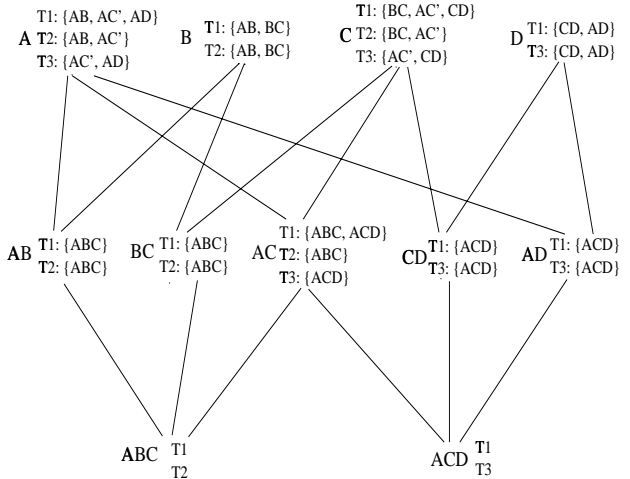 A T1: {AB, AC', AD}
T2: {AB, AC'}
T3: {AC', AD}
B T1: {AB, BC}
T2: {AB, BC}
C T1: {BC, AC', CD}
T2: {BC, AC'}
T3: {AC', CD}
D T1: {CD, AD}
T3: {CD, AD}
AB T1: {ABC}
T2: {ABC}
BC T1: {ABC}
T2: {ABC}
AC T1: {ABC, ACD}
T2: {ABC}
T3: {ACD}
CD T1: {ACD}
T3: {ACD}
AD T1: {ACD}
T3: {ACD}
ABC T1
T2
ACD T1
T3